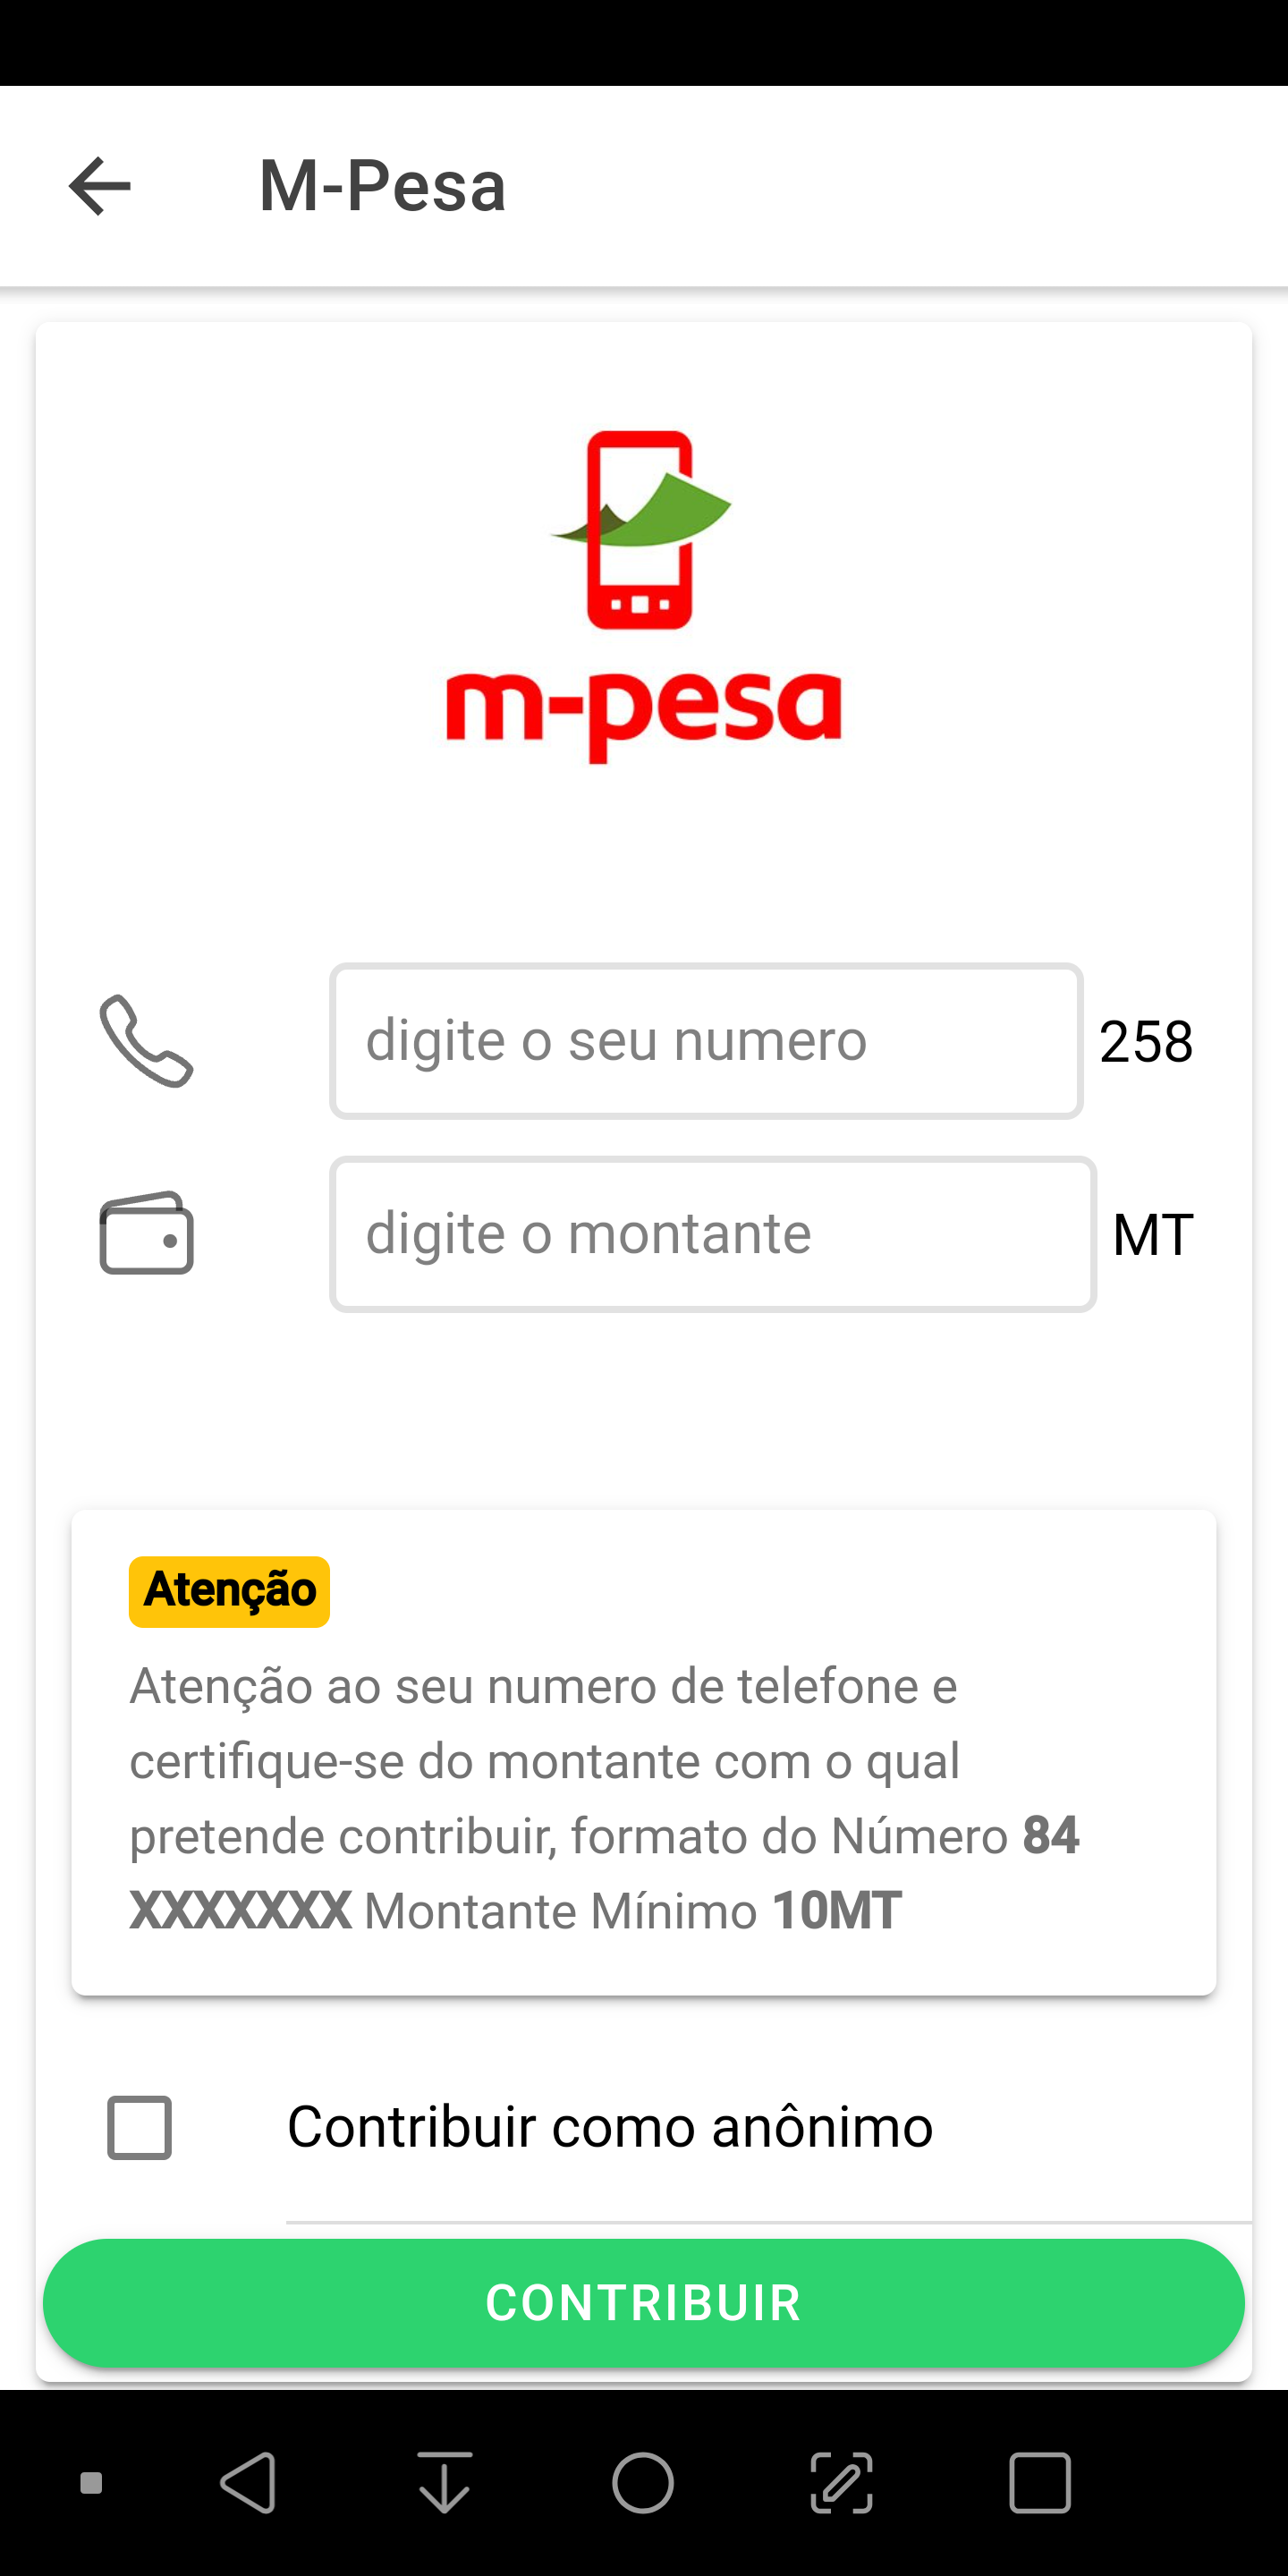 M-Pesa
m-pesa
digite o seu numero
258
digite o montante
MT
Atenção
Atenção ao seu numero de telefone e
certifique-se do montante com o qual
pretende contribuir, formato do Número 84
XXXXXXX Montante Mínimo 10MT
Contribuir como anônimo
CONTRIBUIR